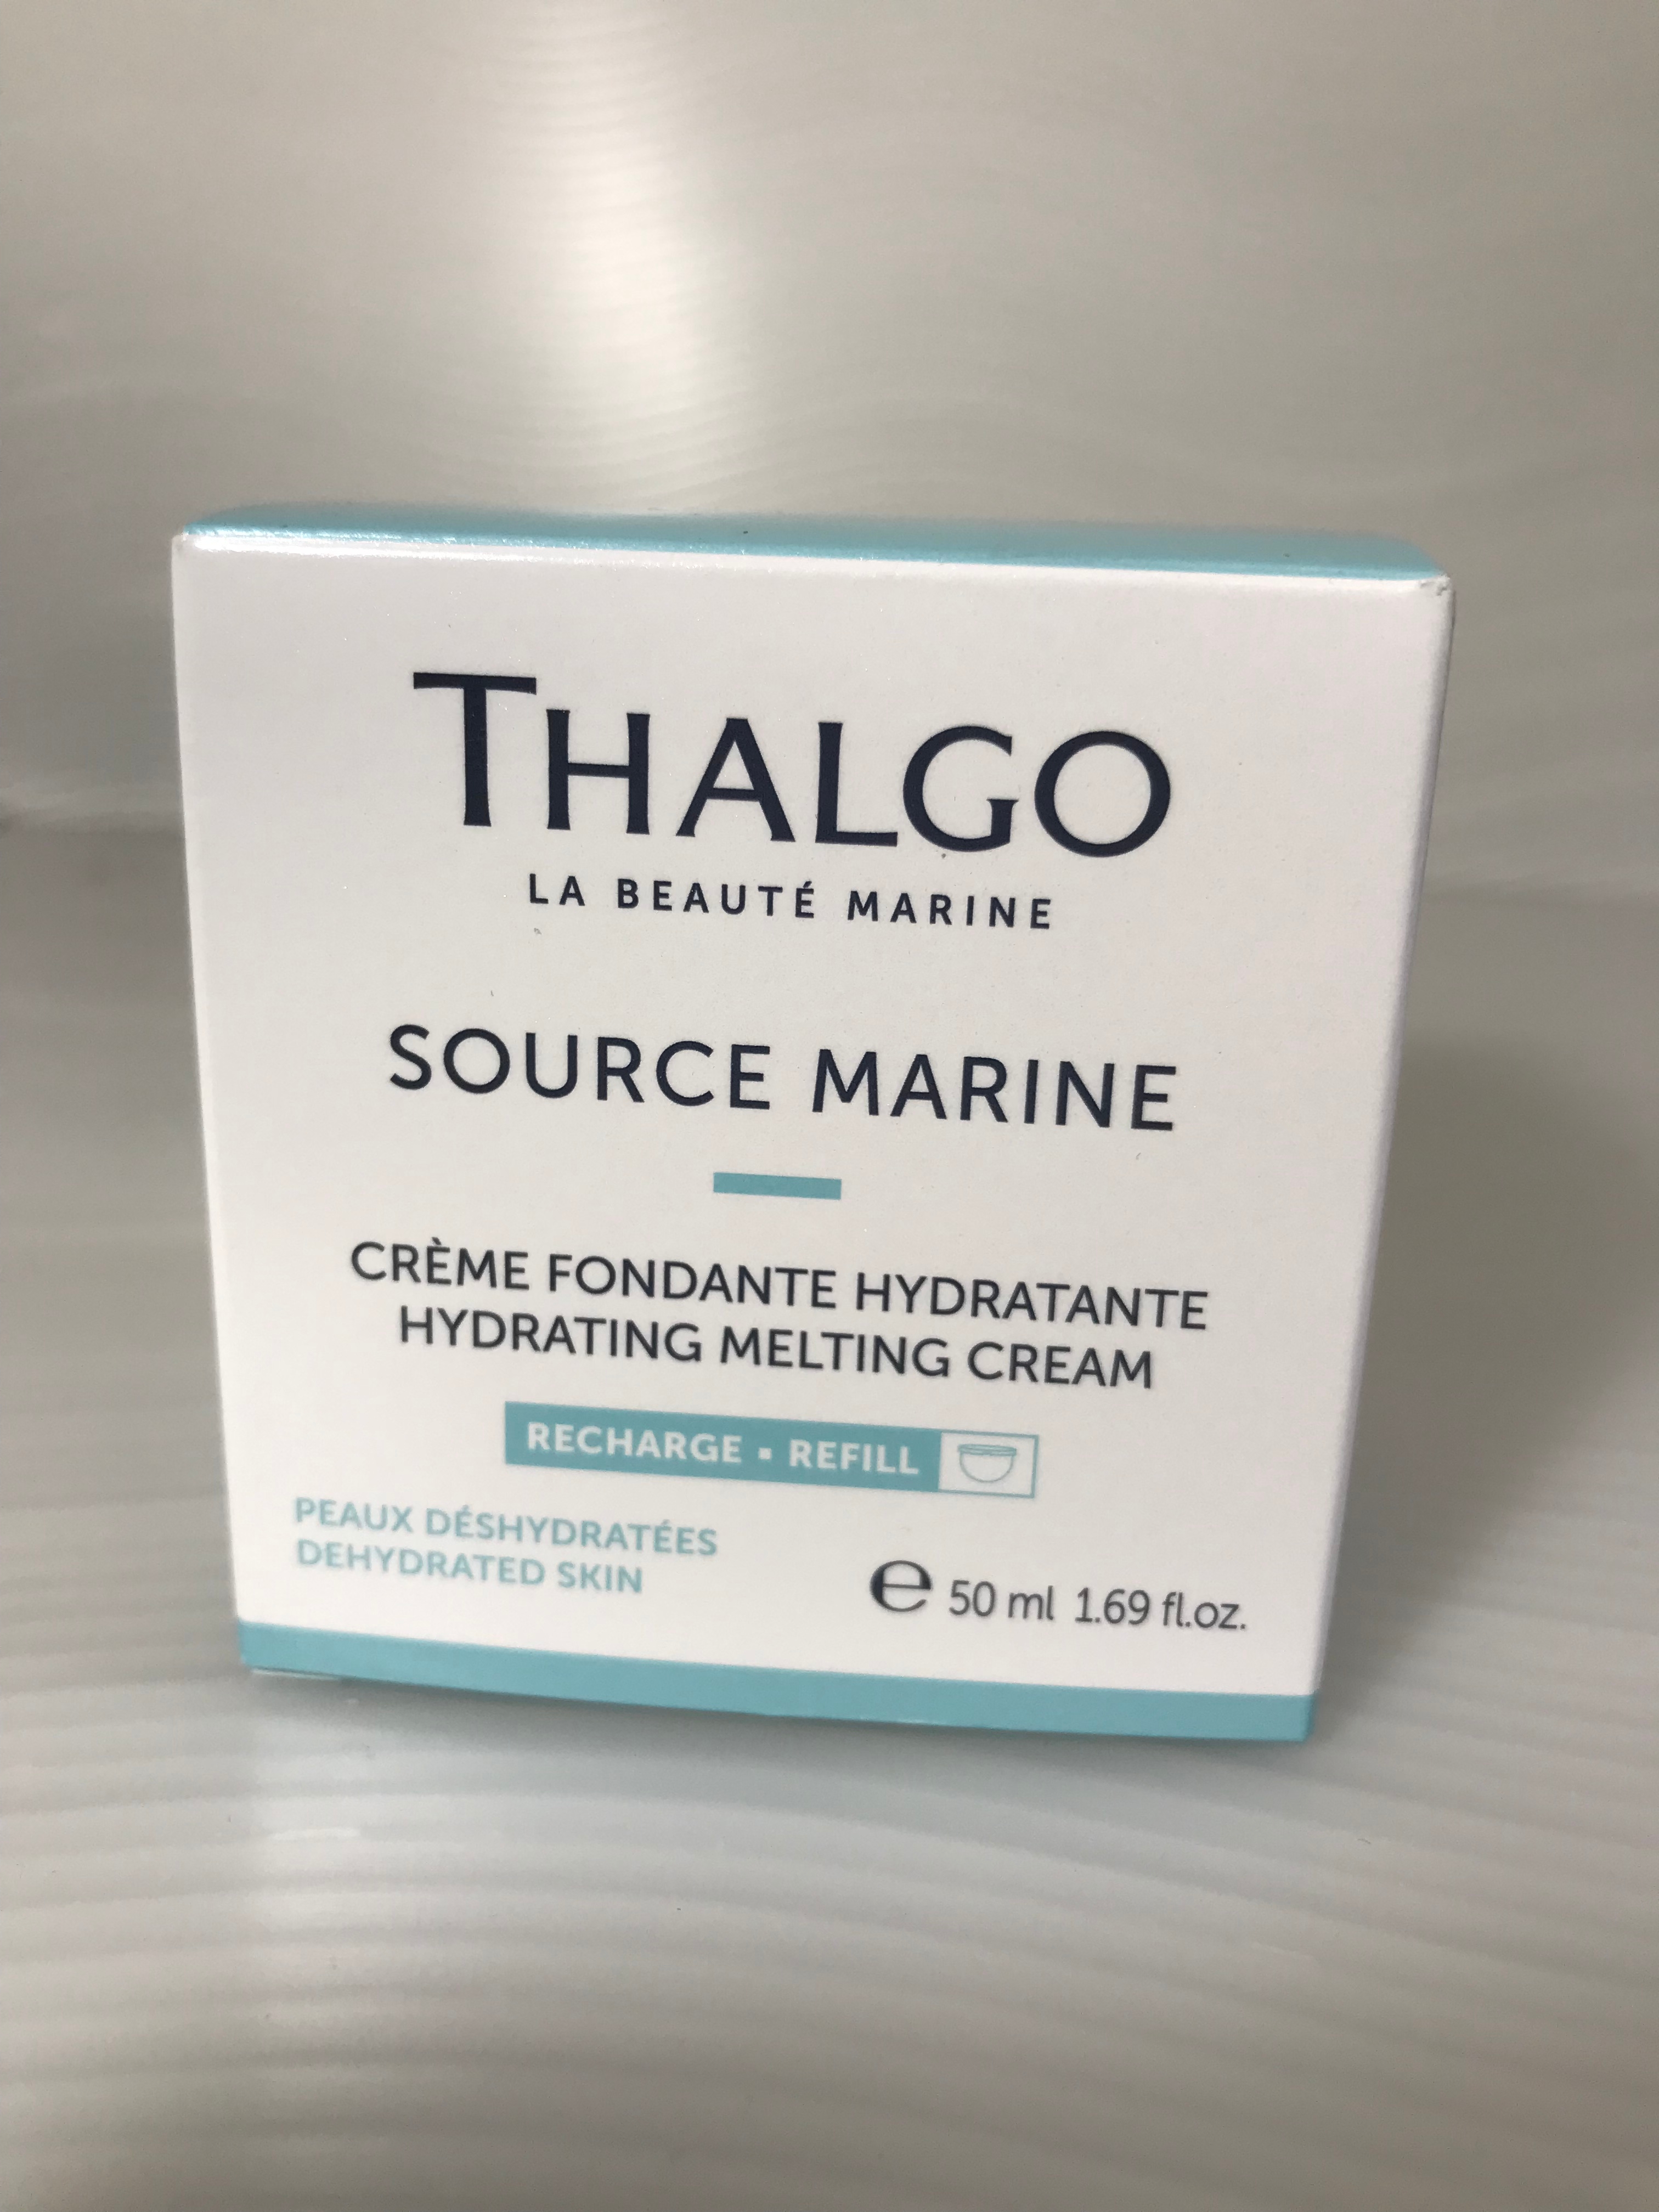 THALGO
LA BEAUTÉ MARINE
SOURCE MARINE
CRÈME FONDANTE HYDRATANTE
HYDRATING MELTING CREAM
RECHARGE ▪ REFILL
PEAUX DÉSHYDRATÉES
DEHYDRATED SKIN
℮ 50 ml 1.69 fl.oz.